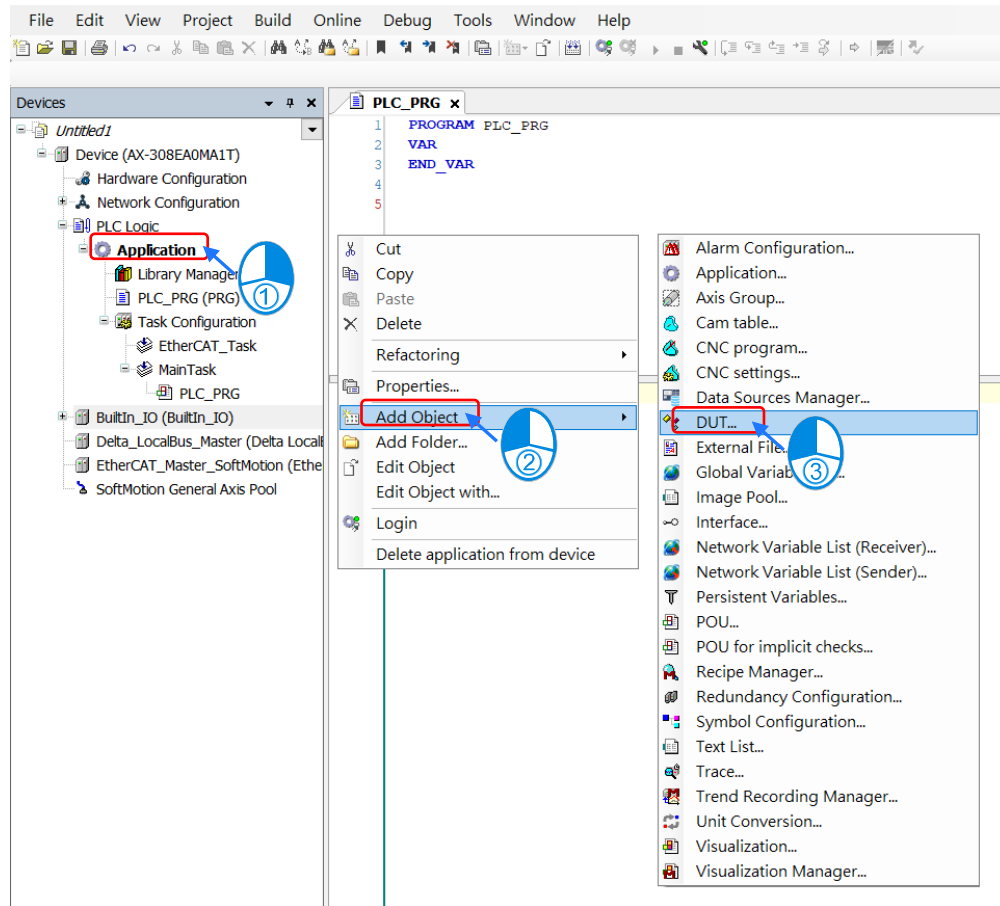 File Edit View Project Build Online Debug Tools Window Help
Devices
Untitled1
Device (AX-308EA0MA1T)
Hardware Configuration
Network Configuration
PLC Logic
Application
Library Manager
PLC_PRG (PRG)
Task Configuration
EtherCAT_Task
MainTask
PLC_PRG
BuiltIn_IO (BuiltIn_IO)
Delta_LocalBus_Master (Delta Local
EtherCAT_Master_SoftMotion (Ethe
SoftMotion General Axis Pool
1
PLC_PRG
1 PROGRAM PLC_PRG
2 VAR
3 END_VAR
4
5
Cut
Copy
Paste
Delete
Refactoring
Properties...
Add Object
Add Folder...
Edit Object
Edit Object with...
Login
Delete application from device
2
Alarm Configuration...
Application...
Axis Group...
Cam table...
CNC program...
CNC settings...
Data Sources Manager...
DUT...
External File...
Global Variab
Image Pool...
Interface...
Network Variable List (Receiver)...
Network Variable List (Sender)...
Persistent Variables...
POU...
POU for implicit checks...
Recipe Manager...
Redundancy Configuration...
Symbol Configuration...
Text List...
Trace...
Trend Recording Manager...
Unit Conversion...
Visualization...
Visualization Manager...
3